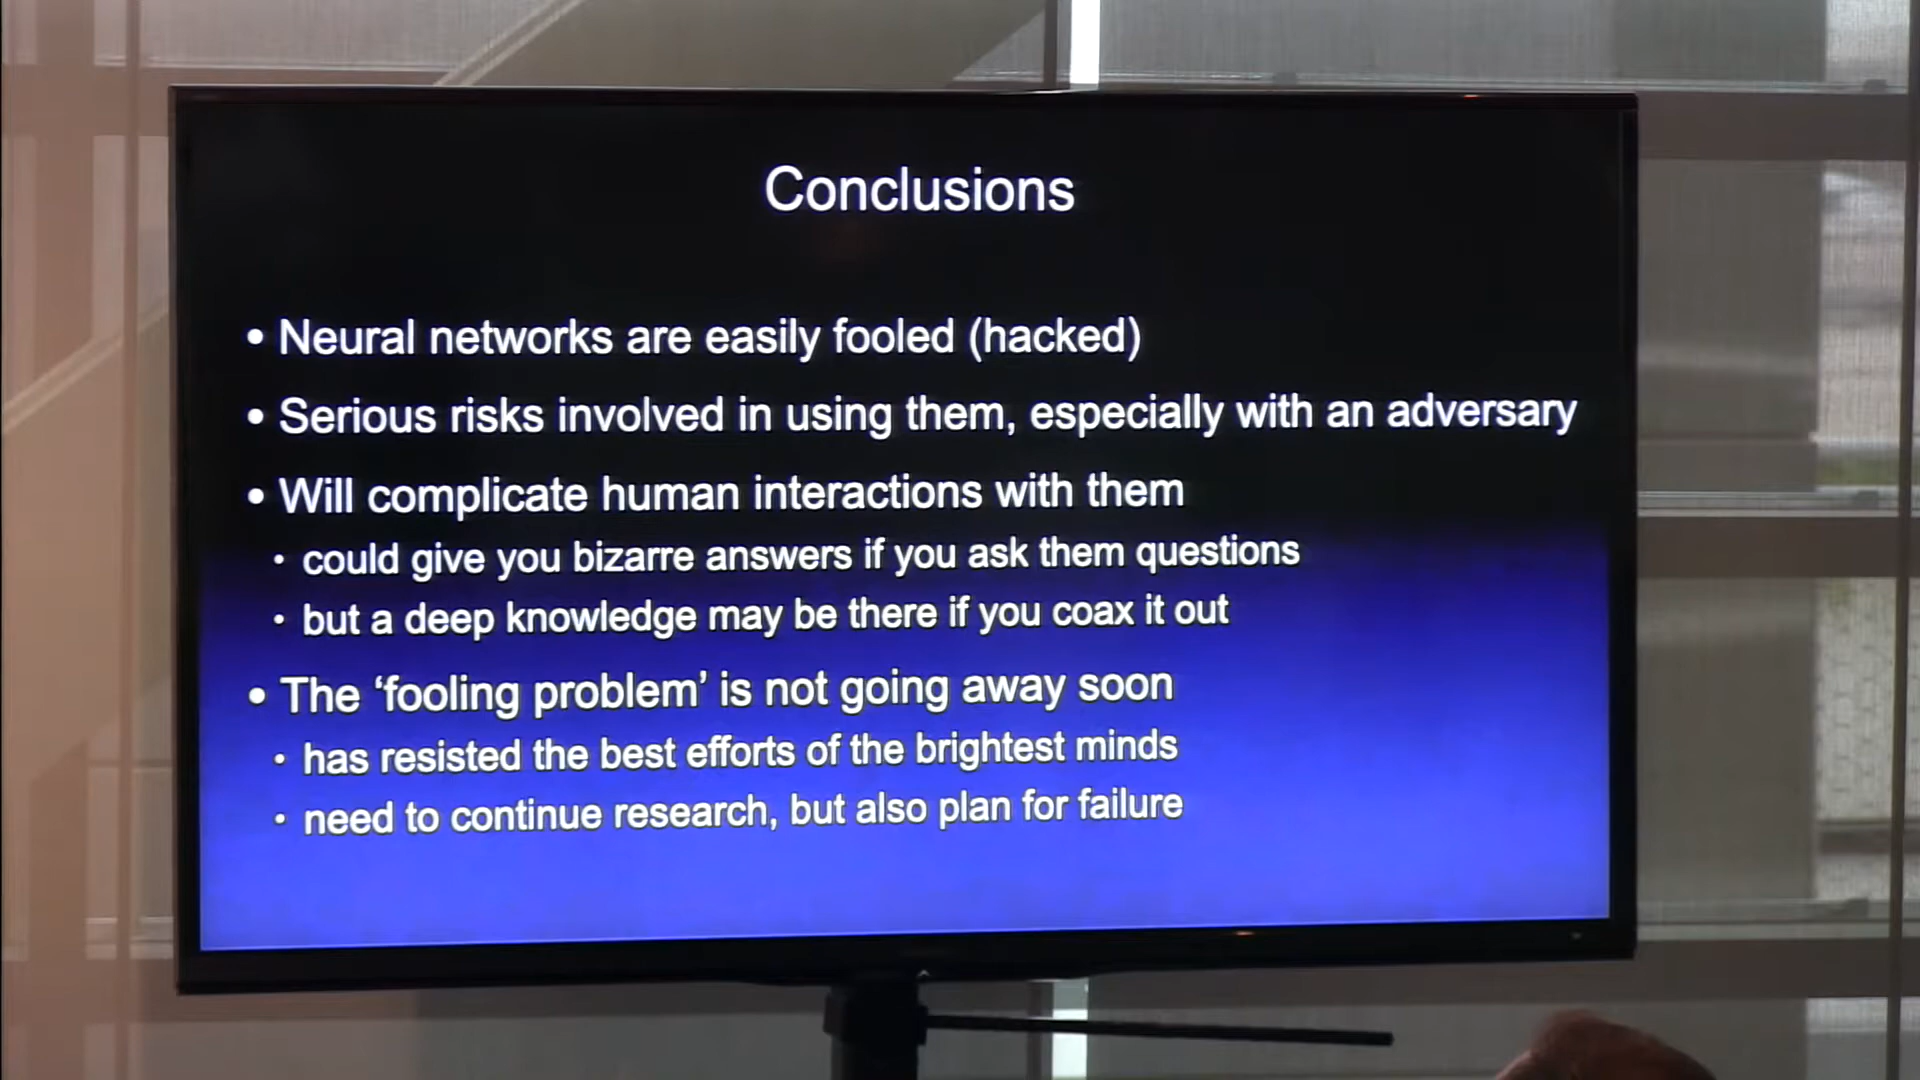 Conclusions
• Neural networks are easily fooled (hacked)
• Serious risks involved in using them, especially with an adversary
• Will complicate human interactions with them
• could give you bizarre answers if you ask them questions
• but a deep knowledge may be there if you coax it out
• The ‘fooling problem’ is not going away soon
• has resisted the best efforts of the brightest minds
• need to continue research, but also plan for failure